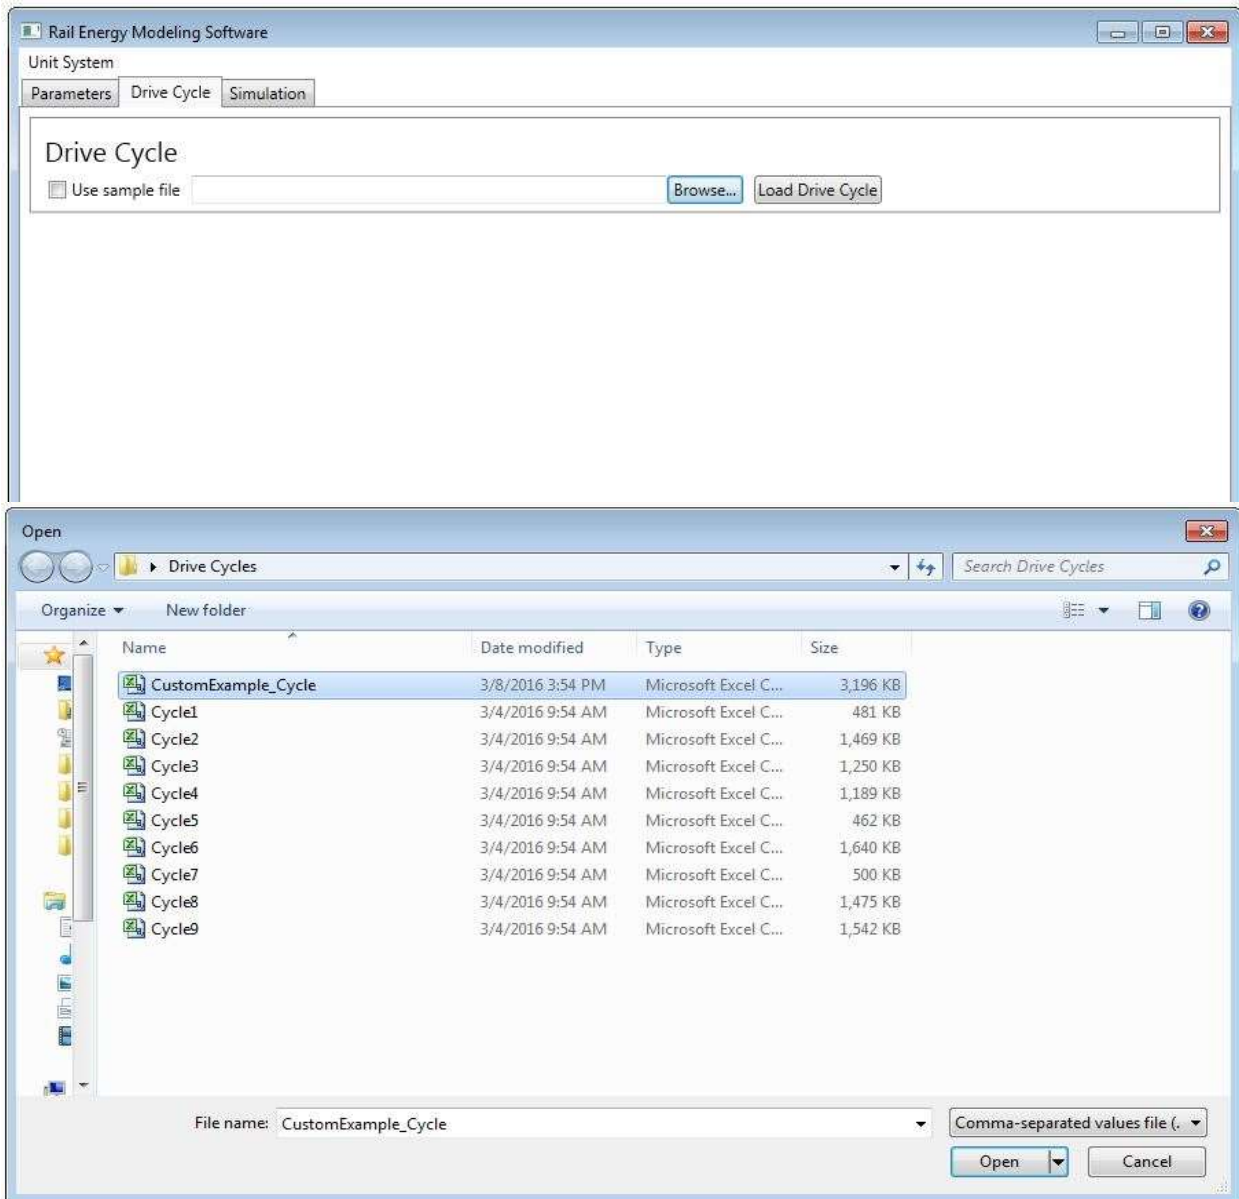 Rail Energy Modeling Software
Unit System
Parameters Drive Cycle Simulation
Drive Cycle
Use sample file Browse... Load Drive Cycle
Open
Drive Cycles Search Drive Cycles
Organize New folder
Name Date modified Type Size
CustomExample_Cycle 3/8/2016 3:54 PM Microsoft Excel C... 3,196 KB
Cycle1 3/4/2016 9:54 AM Microsoft Excel C... 481 KB
Cycle2 3/4/2016 9:54 AM Microsoft Excel C... 1,469 KB
Cycle3 3/4/2016 9:54 AM Microsoft Excel C... 1,250 KB
Cycle4 3/4/2016 9:54 AM Microsoft Excel C... 1,189 KB
Cycle5 3/4/2016 9:54 AM Microsoft Excel C... 462 KB
Cycle6 3/4/2016 9:54 AM Microsoft Excel C... 1,640 KB
Cycle7 3/4/2016 9:54 AM Microsoft Excel C... 500 KB
Cycle8 3/4/2016 9:54 AM Microsoft Excel C... 1,475 KB
Cycle9 3/4/2016 9:54 AM Microsoft Excel C... 1,542 KB
File name: CustomExample_Cycle Comma-separated values file (.
Open Cancel